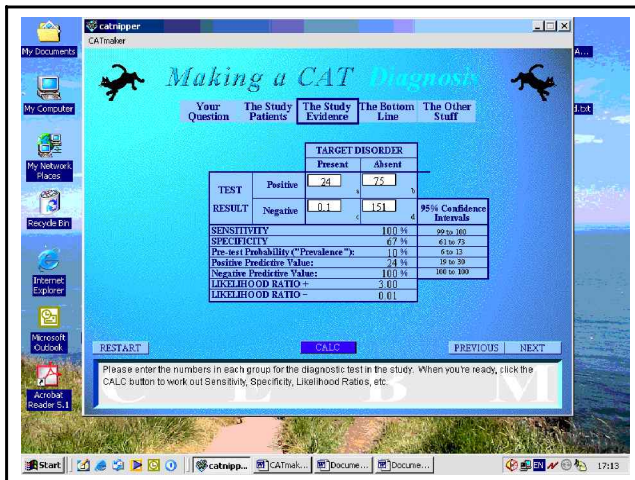 catnipper
CATmaker
My Documents
My Computer
My Network Places
Recycle Bin
Internet Explorer
Microsoft Outlook
Acrobat Reader 5.1
A...
d.txt
Making a CAT Diagnosis
Your Question The Study Patients The Study Evidence The Bottom Line The Other Stuff
TARGET DISORDER
Present Absent
TEST Positive 24 a 75 b
RESULT Negative 0.1 c 151 d 95% Confidence Intervals
SENSITIVITY 100 % 99 to 100
SPECIFICITY 67 % 61 to 73
Pre-test Probability ("Prevalence"): 10 % 6 to 13
Positive Predictive Value: 24 % 19 to 30
Negative Predictive Value: 100 % 100 to 100
LIKELIHOOD RATIO + 3.00
LIKELIHOOD RATIO - 0.01
RESTART CALC PREVIOUS NEXT
Please enter the numbers in each group for the diagnostic test in the study. When you're ready, click the
CALC button to work out Sensitivity, Specificity, Likelihood Ratios, etc.
C E B M
Start catnipp... CATmak... Docume... Docume... EN 17:13